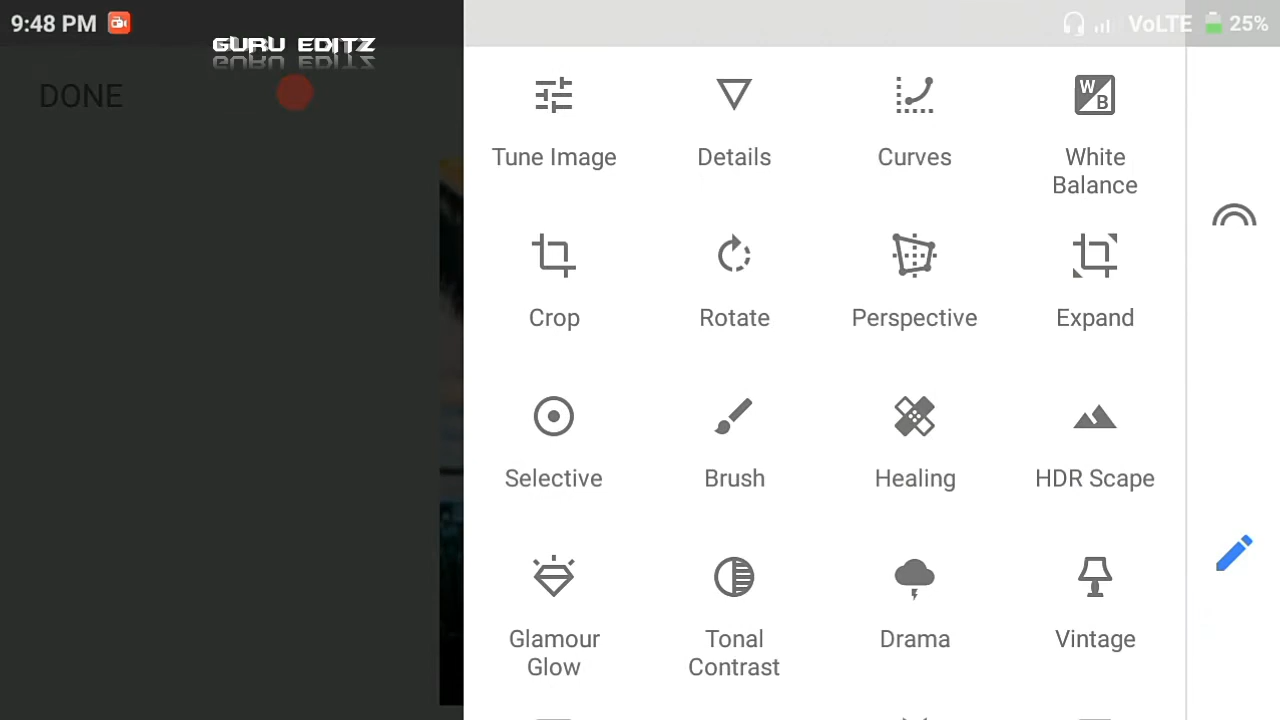 9:48 PM
VoLTE 25%
GURU EDITZ
DONE
Tune Image
Details
Curves
White
Balance
W
B
Crop
Rotate
Perspective
Expand
Selective
Brush
Healing
HDR Scape
Glamour
Glow
Tonal
Contrast
Drama
Vintage